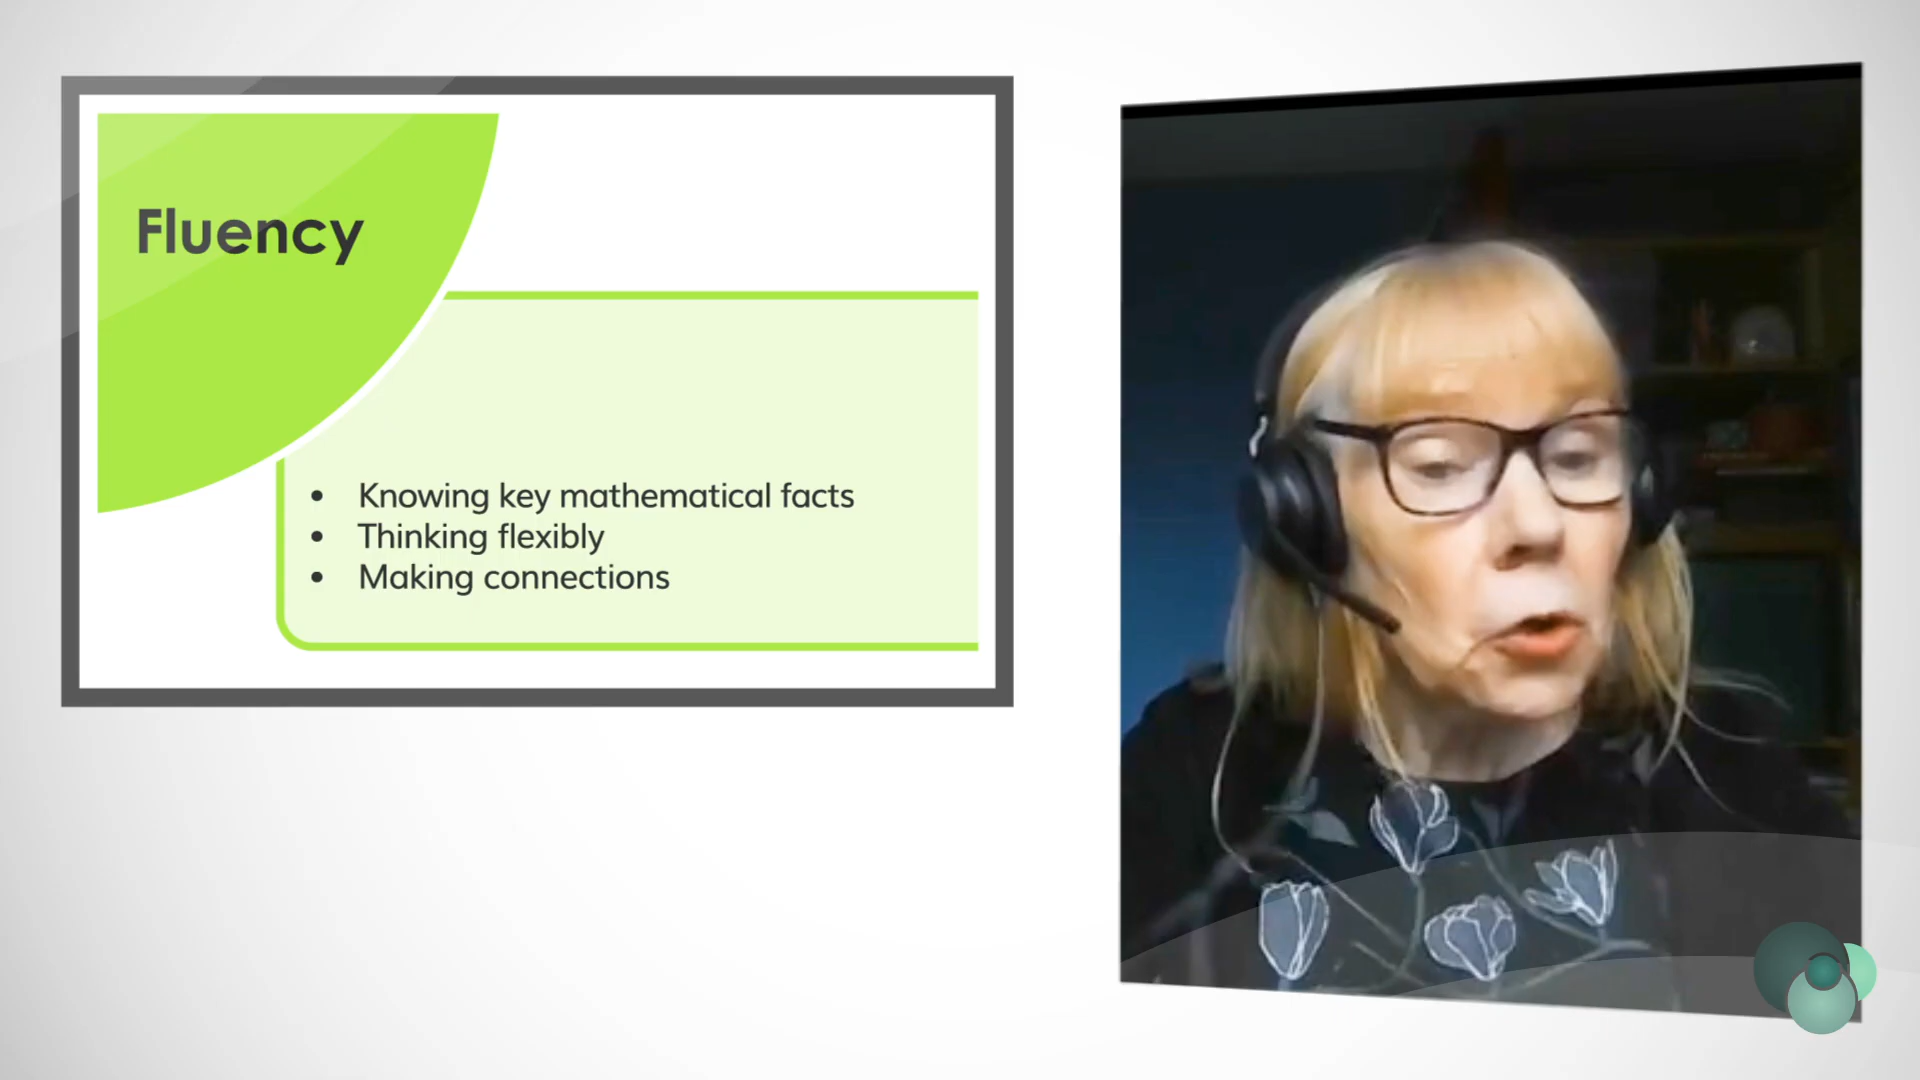 Fluency
• Knowing key mathematical facts
• Thinking flexibly
• Making connections